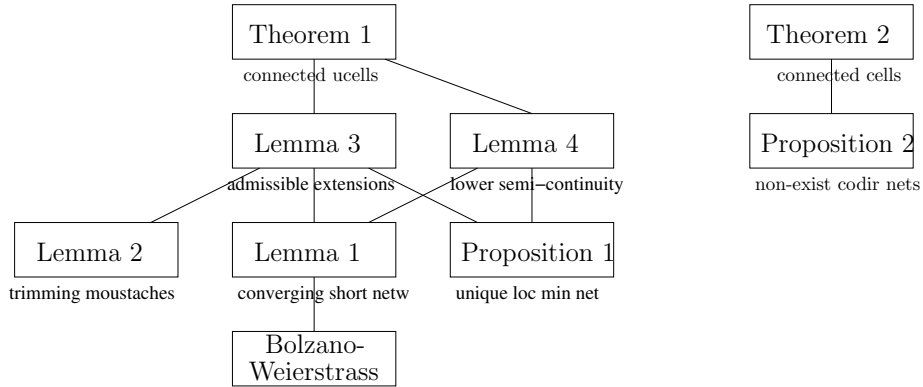 Theorem 1
connected ucells
Theorem 2
connected cells
Lemma 3
admissible extensions
Lemma 4
lower semi−continuity
Proposition 2
non-exist codir nets
Lemma 2
trimming moustaches
Lemma 1
converging short netw
Proposition 1
unique loc min net
Bolzano-
Weierstrass